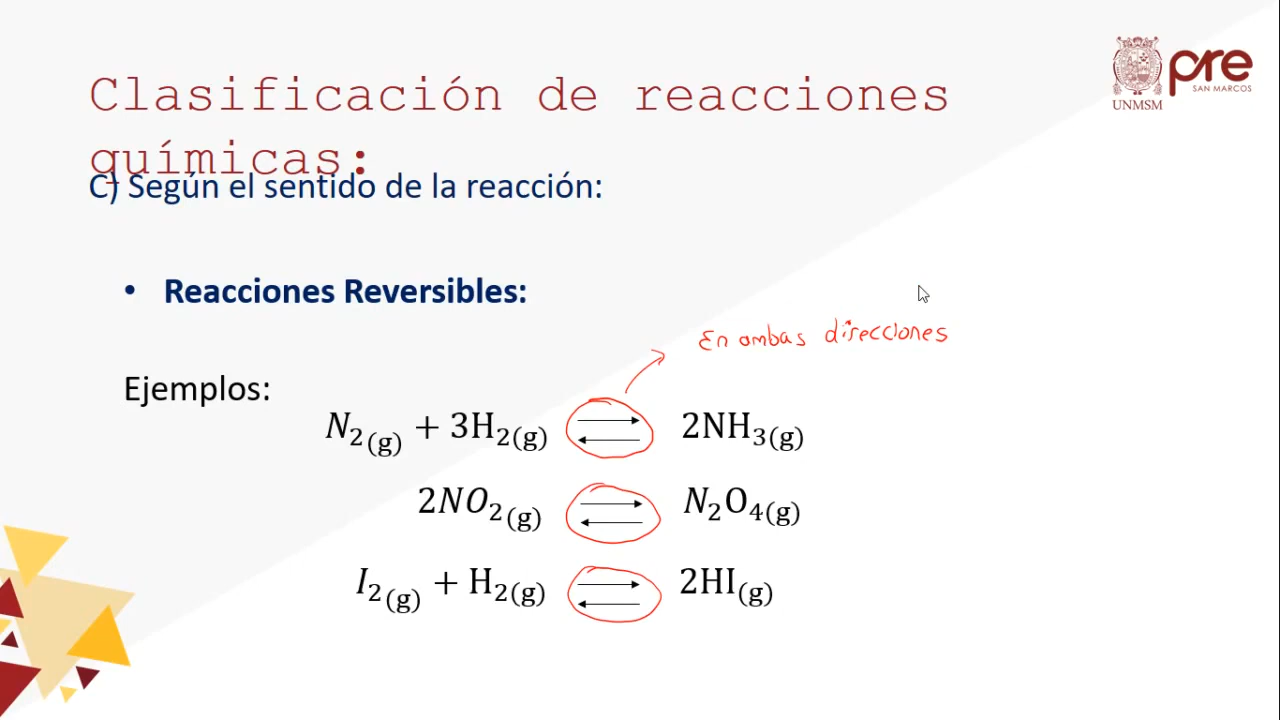 Clasificación de reacciones
químicas:
pre
SAN MARCOS
UNMSM
C) Según el sentido de la reacción:
• Reacciones Reversibles:
En ambas direcciones
Ejemplos:
N₂(g) + 3H₂(g) ⇄ 2NH₃(g)
2NO₂(g) ⇄ N₂O₄(g)
I₂(g) + H₂(g) ⇄ 2HI(g)